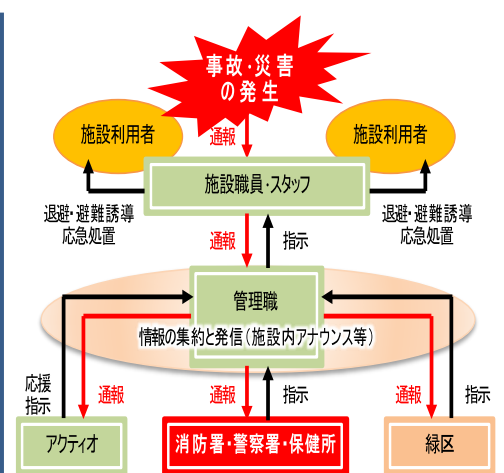 事故・災害
の発生
通報
施設利用者
施設利用者
施設職員・スタッフ
退避・避難誘導
応急処置
退避・避難誘導
応急処置
通報
指示
管理職
情報の集約と発信（施設内アナウンス等）
応援
指示
通報
通報
指示
通報
指示
アクティオ
消防署・警察署・保健所
緑区